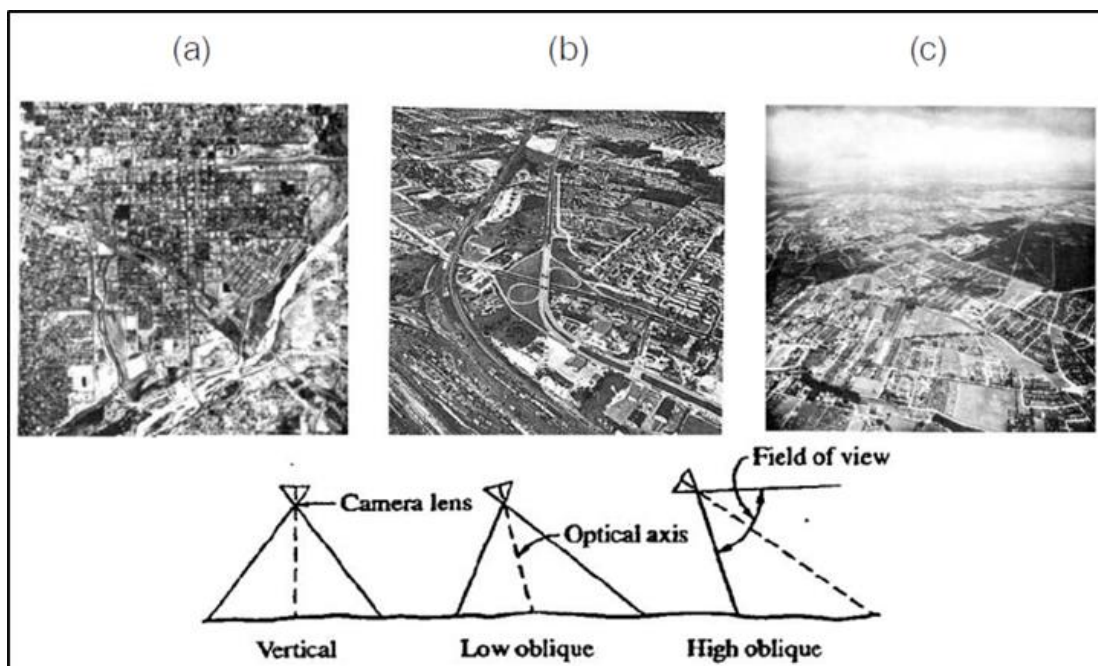 (a) (b) (c)
Field of view
Camera lens
Optical axis
Vertical Low oblique High oblique